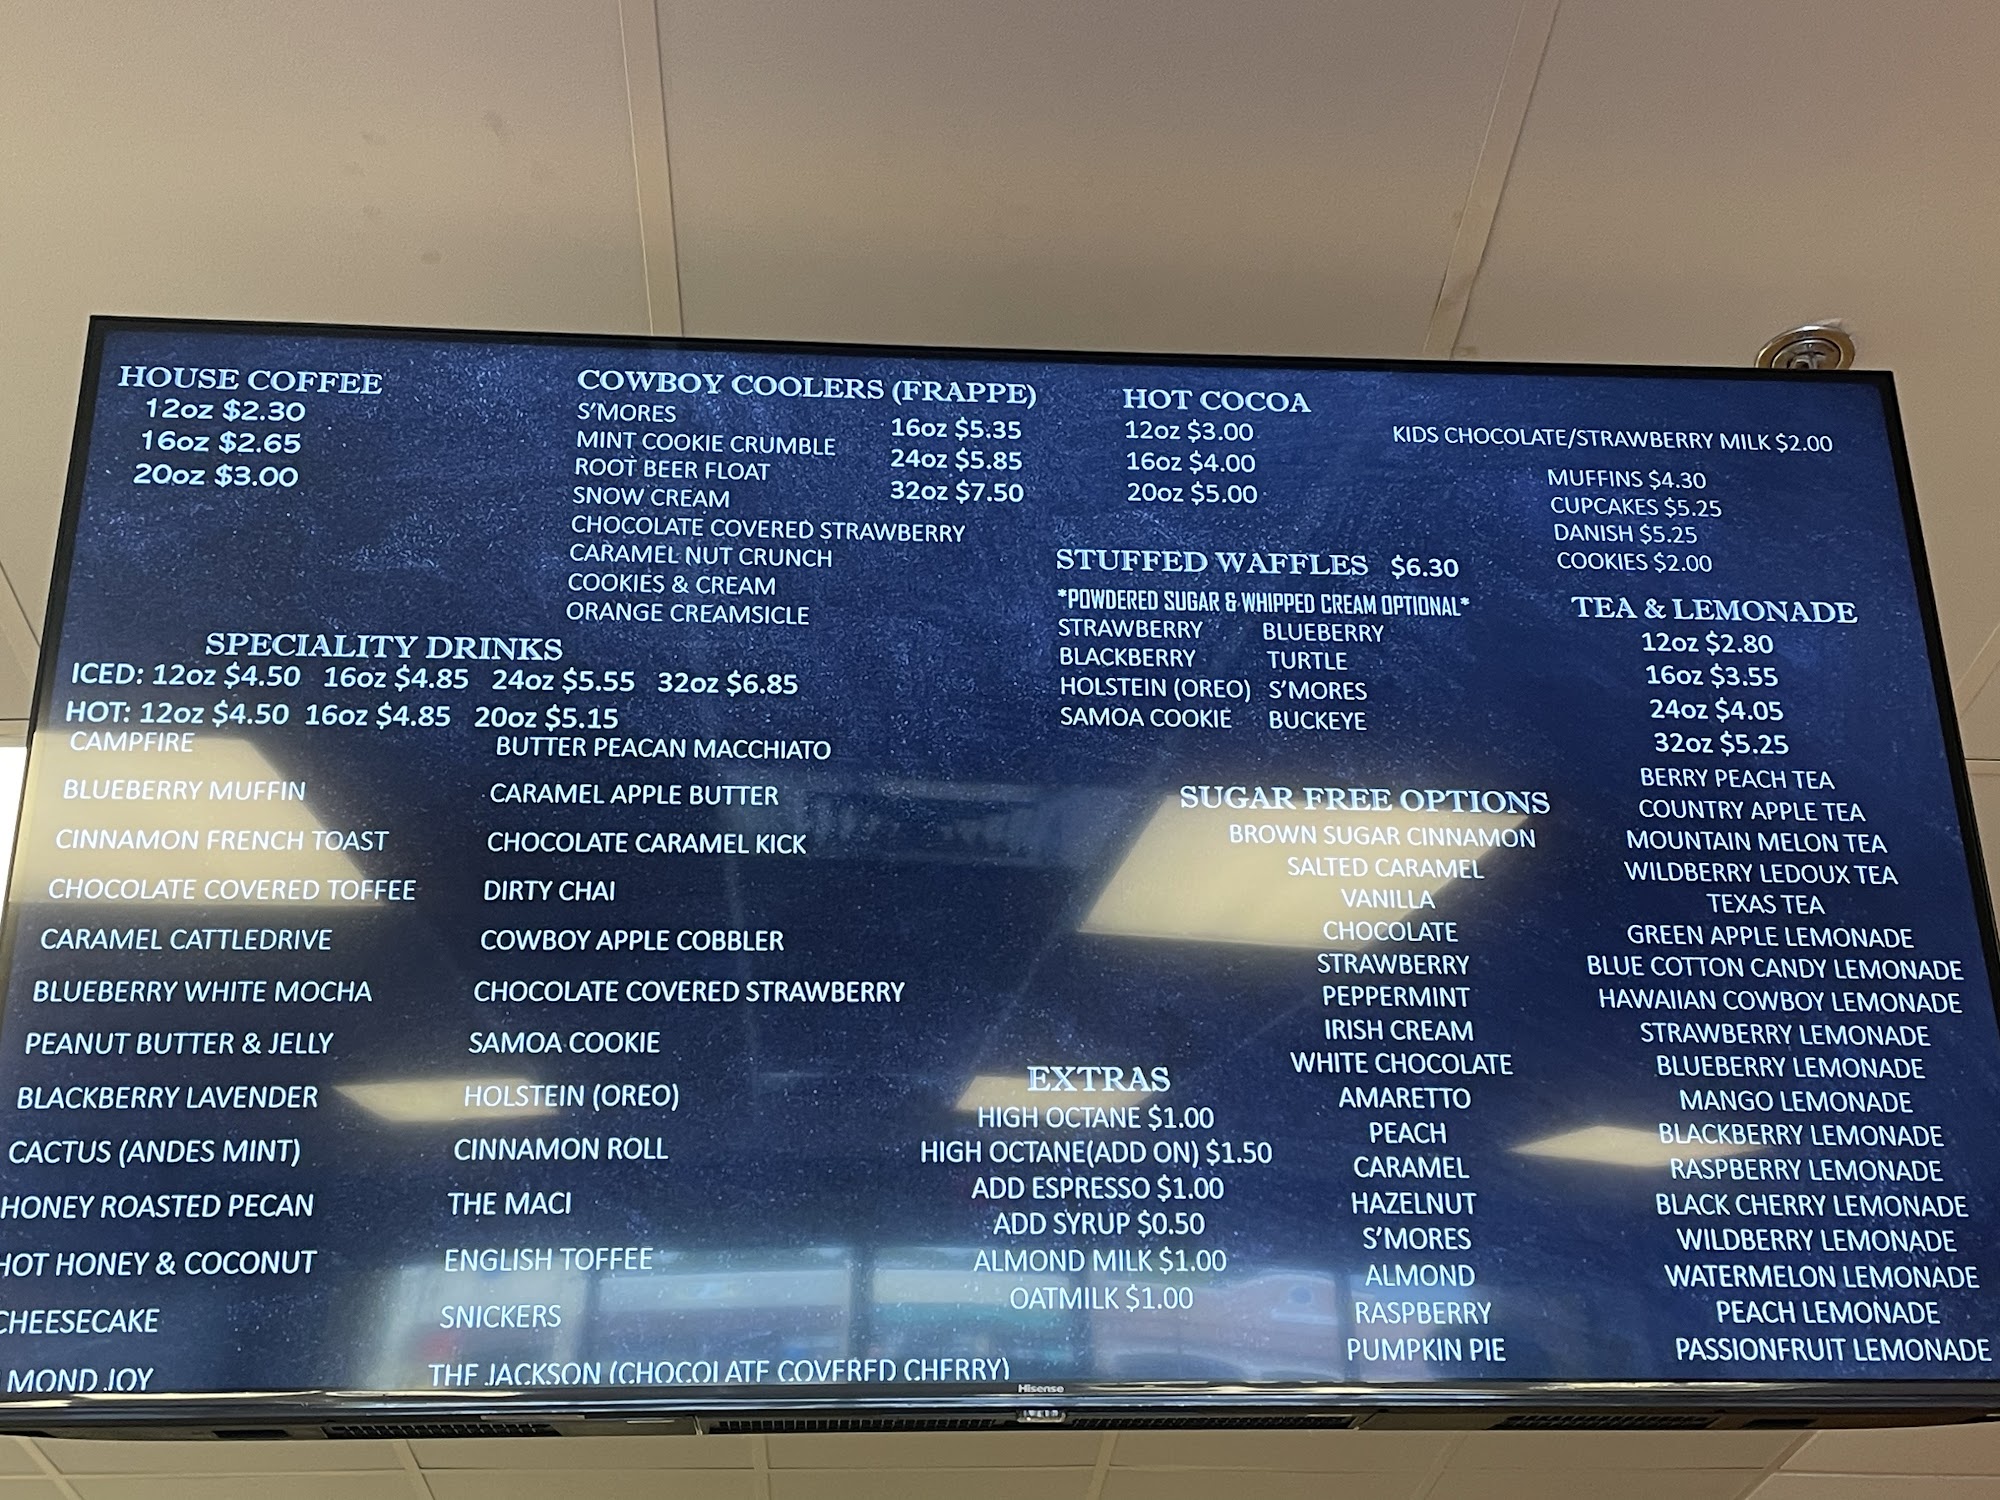 HOUSE COFFEE
12oz $2.30
16oz $2.65
20oz $3.00
COWBOY COOLERS (FRAPPE)
S'MORES
MINT COOKIE CRUMBLE
ROOT BEER FLOAT
SNOW CREAM
CHOCOLATE COVERED STRAWBERRY
CARAMEL NUT CRUNCH
COOKIES & CREAM
ORANGE CREAMSICLE
16oz $5.35
24oz $5.85
32oz $7.50
HOT COCOA
12oz $3.00
16oz $4.00
20oz $5.00
KIDS CHOCOLATE/STRAWBERRY MILK $2.00
MUFFINS $4.30
CUPCAKES $5.25
DANISH $5.25
COOKIES $2.00
SPECIALITY DRINKS
ICED: 12oz $4.50 16oz $4.85 24oz $5.55 32oz $6.85
HOT: 12oz $4.50 16oz $4.85 20oz $5.15
CAMPFIRE
BLUEBERRY MUFFIN
CINNAMON FRENCH TOAST
CHOCOLATE COVERED TOFFEE
CARAMEL CATTLEDRIVE
BLUEBERRY WHITE MOCHA
PEANUT BUTTER & JELLY
BLACKBERRY LAVENDER
CACTUS (ANDES MINT)
HONEY ROASTED PECAN
HOT HONEY & COCONUT
CHEESECAKE
MOND JOY
BUTTER PEACAN MACCHIATO
CARAMEL APPLE BUTTER
CHOCOLATE CARAMEL KICK
DIRTY CHAI
COWBOY APPLE COBBLER
CHOCOLATE COVERED STRAWBERRY
SAMOA COOKIE
HOLSTEIN (OREO)
CINNAMON ROLL
THE MACI
ENGLISH TOFFEE
SNICKERS
THE JACKSON (CHOCOLATE COVERED CHERRY)
STUFFED WAFFLES $6.30
*POWDERED SUGAR & WHIPPED CREAM OPTIONAL*
STRAWBERRY BLUEBERRY
BLACKBERRY TURTLE
HOLSTEIN (OREO) S'MORES
SAMOA COOKIE BUCKEYE
EXTRAS
HIGH OCTANE $1.00
HIGH OCTANE(ADD ON) $1.50
ADD ESPRESSO $1.00
ADD SYRUP $0.50
ALMOND MILK $1.00
OATMILK $1.00
SUGAR FREE OPTIONS
BROWN SUGAR CINNAMON
SALTED CARAMEL
VANILLA
CHOCOLATE
STRAWBERRY
PEPPERMINT
IRISH CREAM
WHITE CHOCOLATE
AMARETTO
PEACH
CARAMEL
HAZELNUT
S'MORES
ALMOND
RASPBERRY
PUMPKIN PIE
TEA & LEMONADE
12oz $2.80
16oz $3.55
24oz $4.05
32oz $5.25
BERRY PEACH TEA
COUNTRY APPLE TEA
MOUNTAIN MELON TEA
WILDBERRY LEDOUX TEA
TEXAS TEA
GREEN APPLE LEMONADE
BLUE COTTON CANDY LEMONADE
HAWAIIAN COWBOY LEMONADE
STRAWBERRY LEMONADE
BLUEBERRY LEMONADE
MANGO LEMONADE
BLACKBERRY LEMONADE
RASPBERRY LEMONADE
BLACK CHERRY LEMONADE
WILDBERRY LEMONADE
WATERMELON LEMONADE
PEACH LEMONADE
PASSIONFRUIT LEMONADE
Hisense